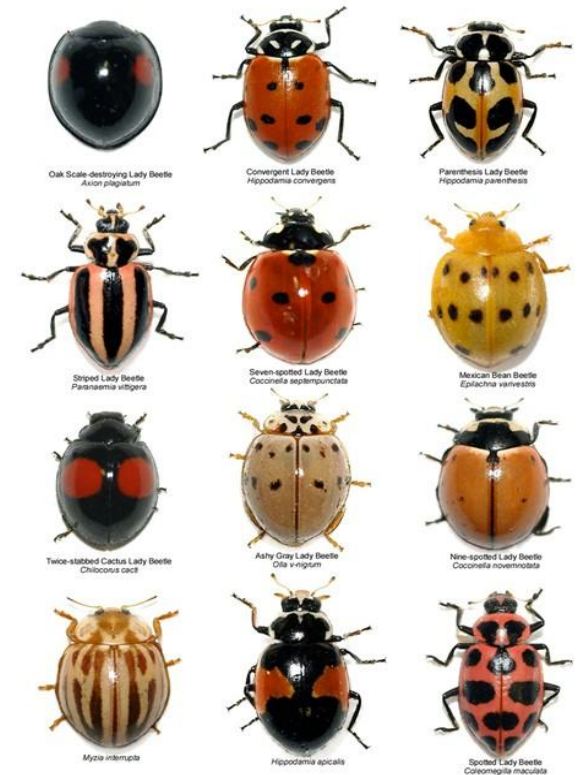 Oak Scale-destroying Lady Beetle
Axion plagiatum
Convergent Lady Beetle
Hippodamia convergens
Parenthesis Lady Beetle
Hippodamia parenthesis
Striped Lady Beetle
Paranaemia vittigera
Seven-spotted Lady Beetle
Coccinella septempunctata
Mexican Bean Beetle
Epilachna varivestris
Twice-stabbed Cactus Lady Beetle
Chilocorus cacti
Ashy Gray Lady Beetle
Olla v-nigrum
Nine-spotted Lady Beetle
Coccinella novemnotata
Myzia interrupta
Hippodamia apicalis
Spotted Lady Beetle
Coleomegilla maculata